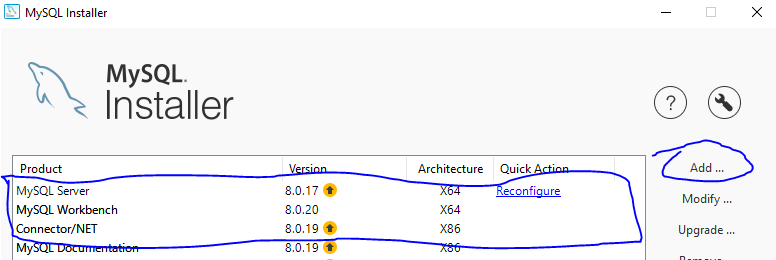 MySQL Installer
MySQL.
Installer
?
Product Version Architecture Quick Action
Add ...
MySQL Server 8.0.17 X64 Reconfigure
MySQL Workbench 8.0.20 X64
Modify ...
Connector/NET 8.0.19 X86
Upgrade ...
MySQL Documentation 8.0.19 X86
Remove ...